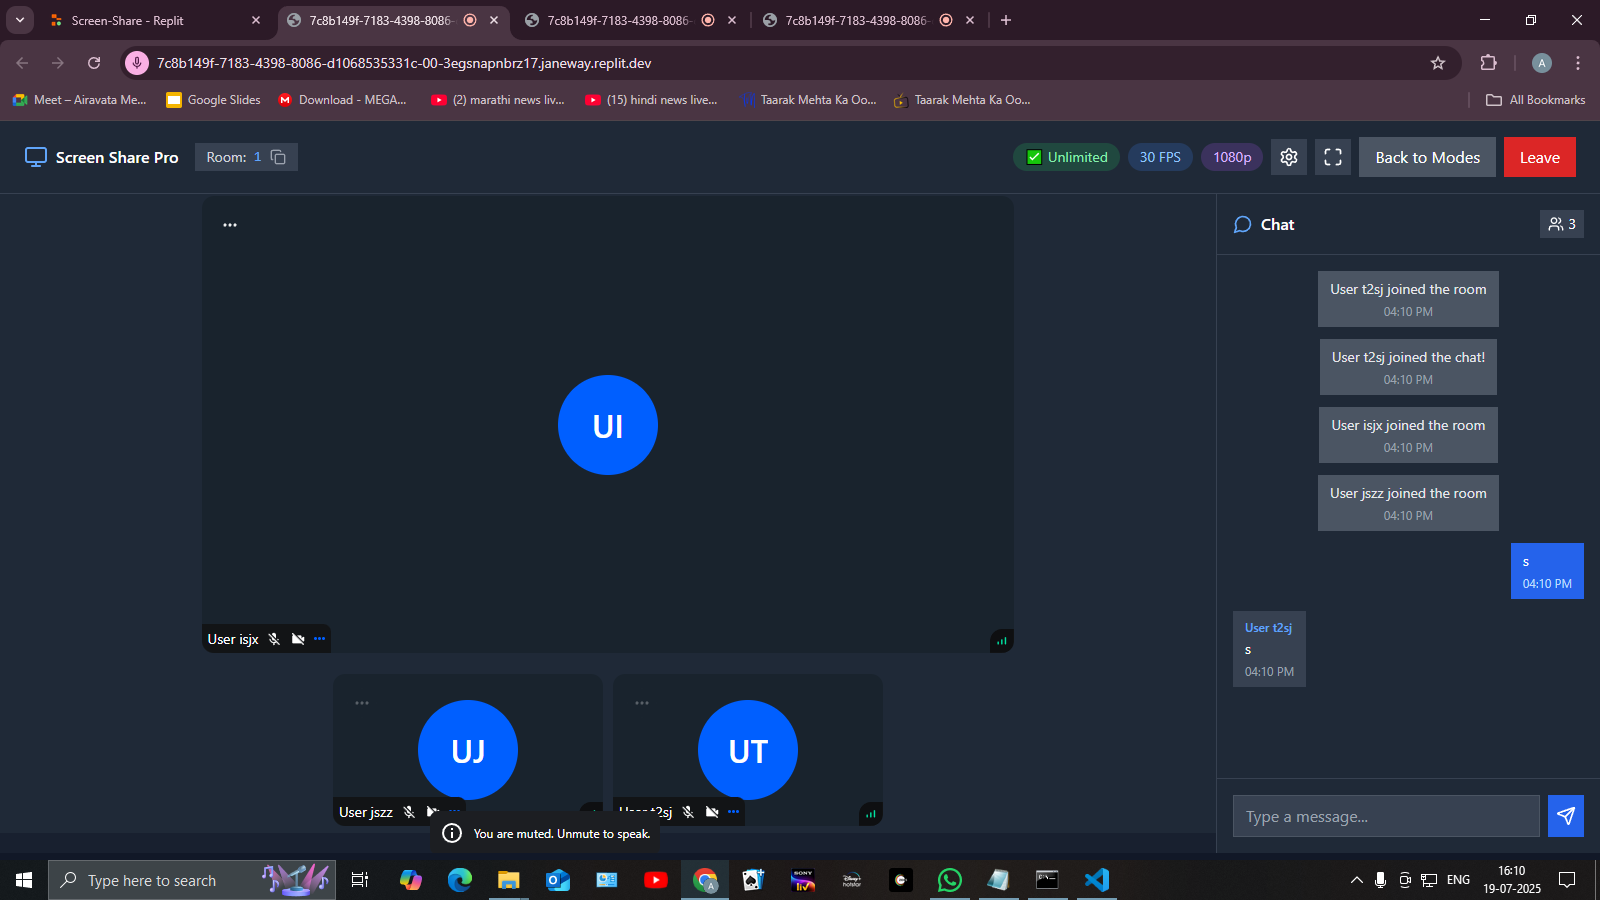 Screen-Share - Replit
7c8b149f-7183-4398-8086-
7c8b149f-7183-4398-8086-
7c8b149f-7183-4398-8086-
7c8b149f-7183-4398-8086-d1068535331c-00-3egsnapnbrz17.janeway.replit.dev
A
Meet – Airavata Me...
Google Slides
Download - MEGA...
(2) marathi news liv...
(15) hindi news live...
Taarak Mehta Ka Oo...
Taarak Mehta Ka Oo...
All Bookmarks
Screen Share Pro
Room: 1
Unlimited
30 FPS
1080p
Back to Modes
Leave
UI
User isjx
UJ
User jszz
UT
User t2sj
You are muted. Unmute to speak.
Chat
3
User t2sj joined the room
04:10 PM
User t2sj joined the chat!
04:10 PM
User isjx joined the room
04:10 PM
User jszz joined the room
04:10 PM
s
04:10 PM
User t2sj
s
04:10 PM
Type a message...
Type here to search
A
SONY
liv
Disney+
hotstar
ENG
16:10
19-07-2025